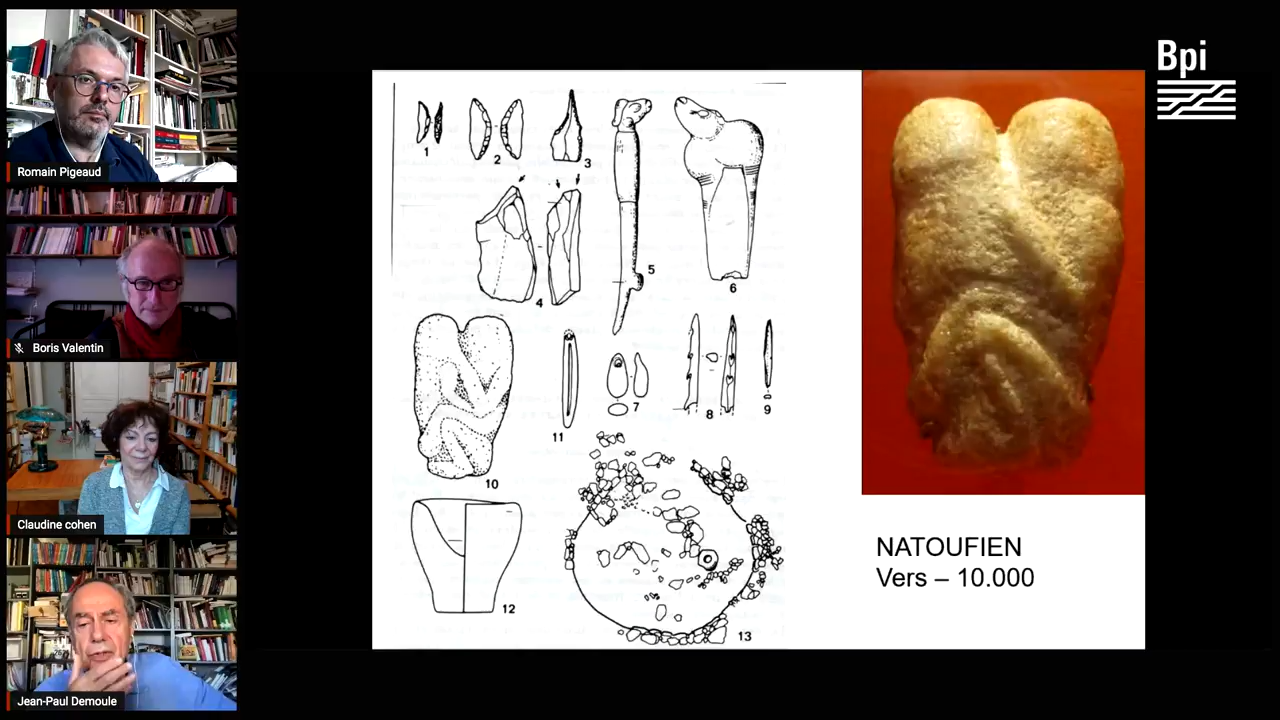 Romain Pigeaud
Boris Valentin
Claudine cohen
Jean-Paul Demoule
Bpi
1
2
3
4
5
6
7
8
9
10
11
12
13
NATOUFIEN
Vers – 10.000